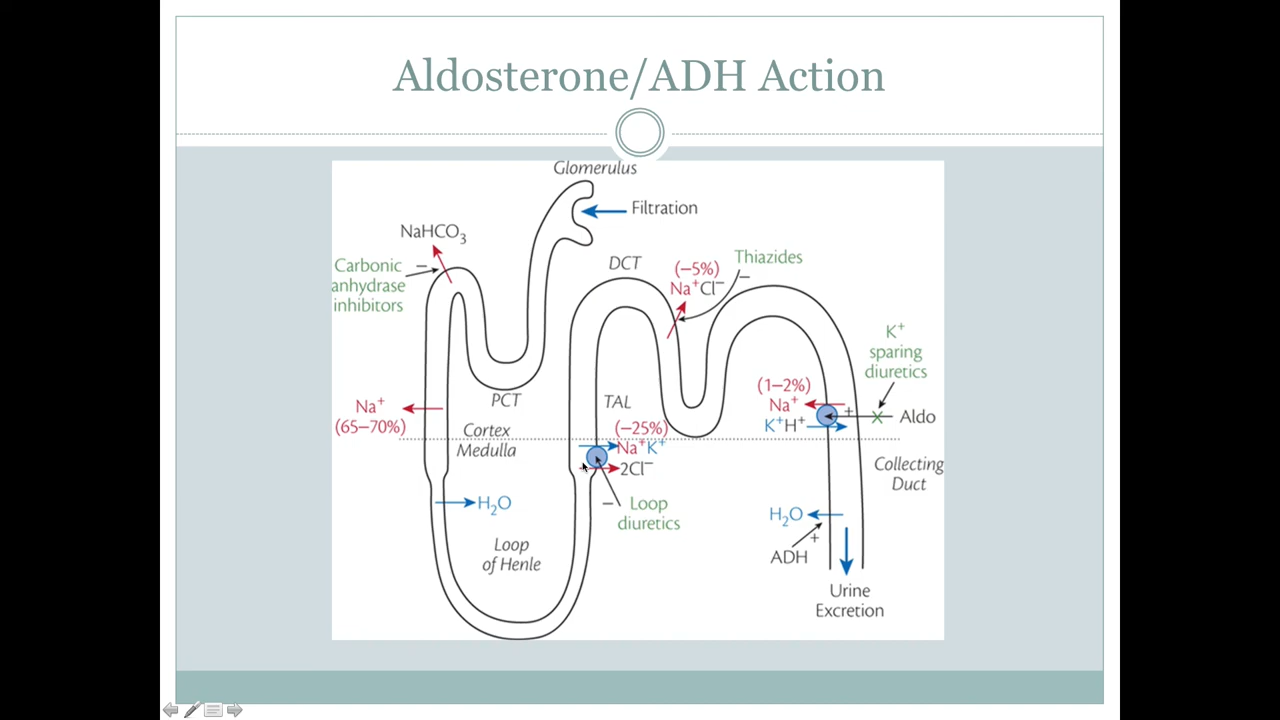 Aldosterone/ADH Action
Glomerulus
Filtration
NaHCO₃
Carbonic
anhydrase
inhibitors
−
DCT
(−5%)
Na⁺Cl⁻
Thiazides
−
K⁺
sparing
diuretics
Na⁺
(65–70%)
PCT
Cortex
Medulla
TAL
(−25%)
Na⁺K⁺
2Cl⁻
−
Loop
diuretics
(1–2%)
Na⁺
K⁺H⁺
+
X
Aldo
Collecting
Duct
H₂O
Loop
of Henle
H₂O
+
ADH
Urine
Excretion